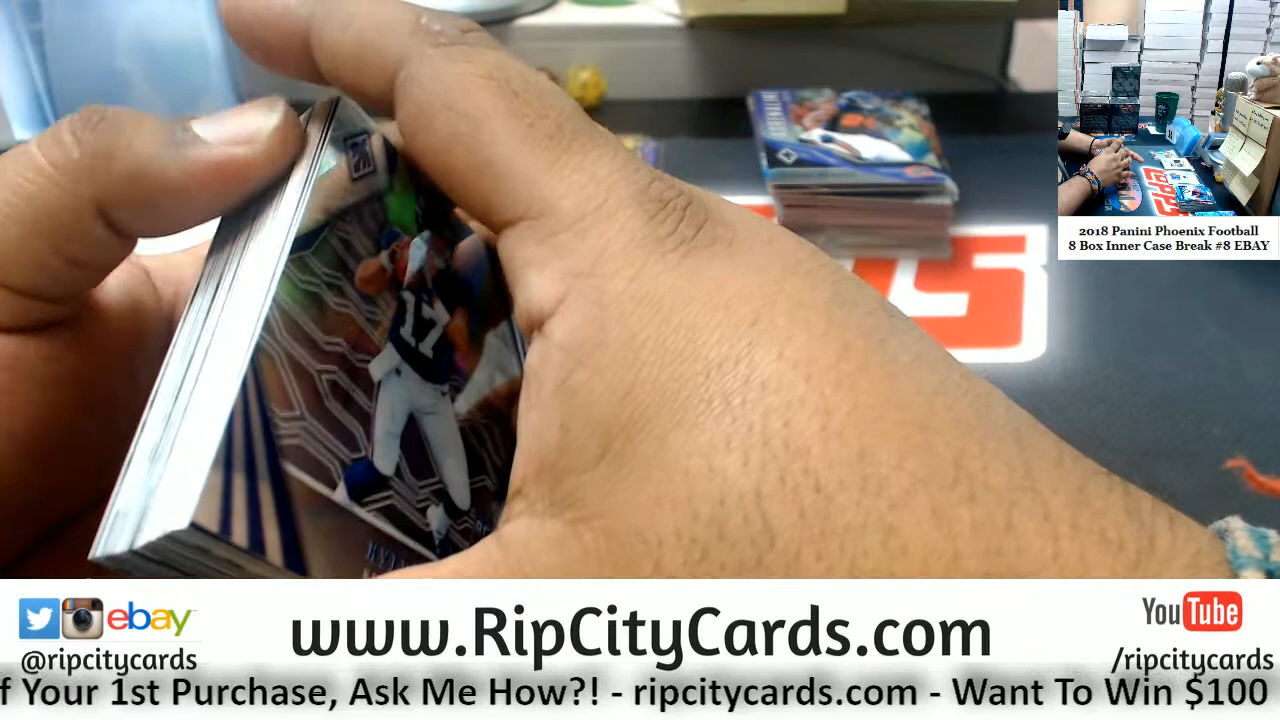 ADRENALINE
17
2018 Panini Phoenix Football
8 Box Inner Case Break #8 EBAY
ebay
@ripcitycards
www.RipCityCards.com
YouTube
/ripcitycards
f Your 1st Purchase, Ask Me How?! - ripcitycards.com - Want To Win $100